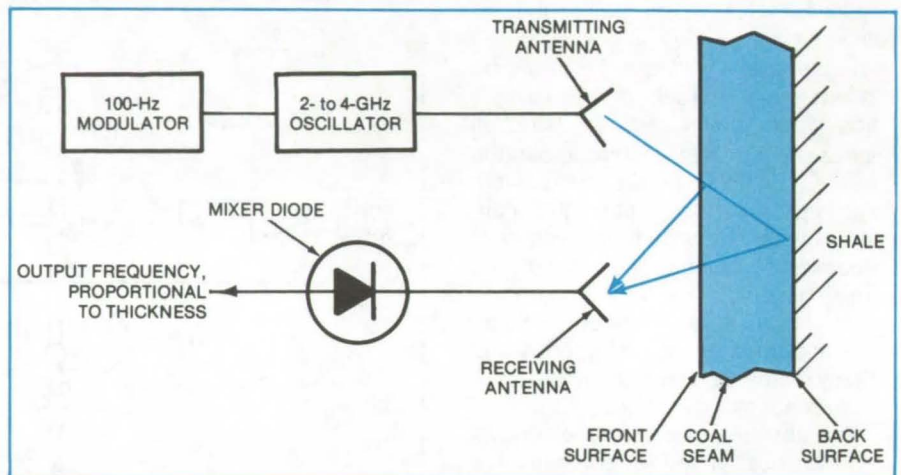 TRANSMITTING
ANTENNA
100-Hz
MODULATOR
2- to 4-GHz
OSCILLATOR
MIXER DIODE
SHALE
OUTPUT FREQUENCY,
PROPORTIONAL
TO THICKNESS
RECEIVING
ANTENNA
FRONT
SURFACE
COAL
SEAM
BACK
SURFACE